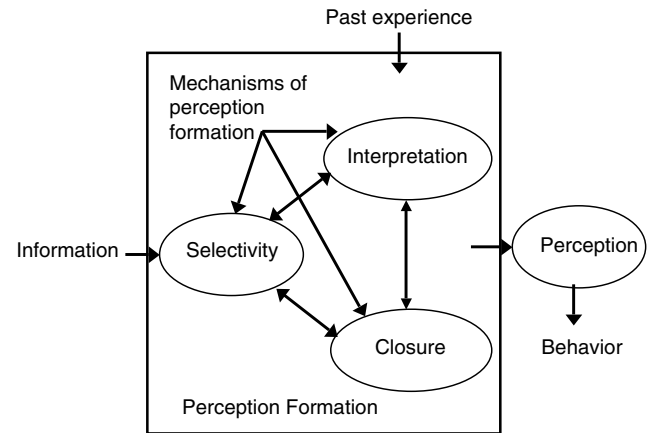 Past experience
Mechanisms of
perception
formation
Interpretation
Information
Selectivity
Perception
Closure
Behavior
Perception Formation